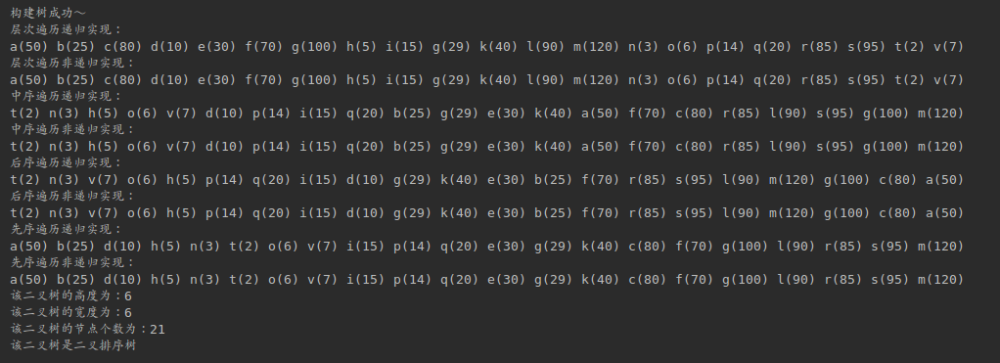 构建树成功～
层次遍历递归实现：
a(50) b(25) c(80) d(10) e(30) f(70) g(100) h(5) i(15) g(29) k(40) l(90) m(120) n(3) o(6) p(14) q(20) r(85) s(95) t(2) v(7)
层次遍历非递归实现：
a(50) b(25) c(80) d(10) e(30) f(70) g(100) h(5) i(15) g(29) k(40) l(90) m(120) n(3) o(6) p(14) q(20) r(85) s(95) t(2) v(7)
中序遍历递归实现：
t(2) n(3) h(5) o(6) v(7) d(10) p(14) i(15) q(20) b(25) g(29) e(30) k(40) a(50) f(70) c(80) r(85) l(90) s(95) g(100) m(120)
中序遍历非递归实现：
t(2) n(3) h(5) o(6) v(7) d(10) p(14) i(15) q(20) b(25) g(29) e(30) k(40) a(50) f(70) c(80) r(85) l(90) s(95) g(100) m(120)
后序遍历递归实现：
t(2) n(3) v(7) o(6) h(5) p(14) q(20) i(15) d(10) g(29) k(40) e(30) b(25) f(70) r(85) s(95) l(90) m(120) g(100) c(80) a(50)
后序遍历非递归实现：
t(2) n(3) v(7) o(6) h(5) p(14) q(20) i(15) d(10) g(29) k(40) e(30) b(25) f(70) r(85) s(95) l(90) m(120) g(100) c(80) a(50)
先序遍历递归实现：
a(50) b(25) d(10) h(5) n(3) t(2) o(6) v(7) i(15) p(14) q(20) e(30) g(29) k(40) c(80) f(70) g(100) l(90) r(85) s(95) m(120)
先序遍历非递归实现：
a(50) b(25) d(10) h(5) n(3) t(2) o(6) v(7) i(15) p(14) q(20) e(30) g(29) k(40) c(80) f(70) g(100) l(90) r(85) s(95) m(120)
该二叉树的高度为：6
该二叉树的宽度为：6
该二叉树的节点个数为：21
该二叉树是二叉排序树